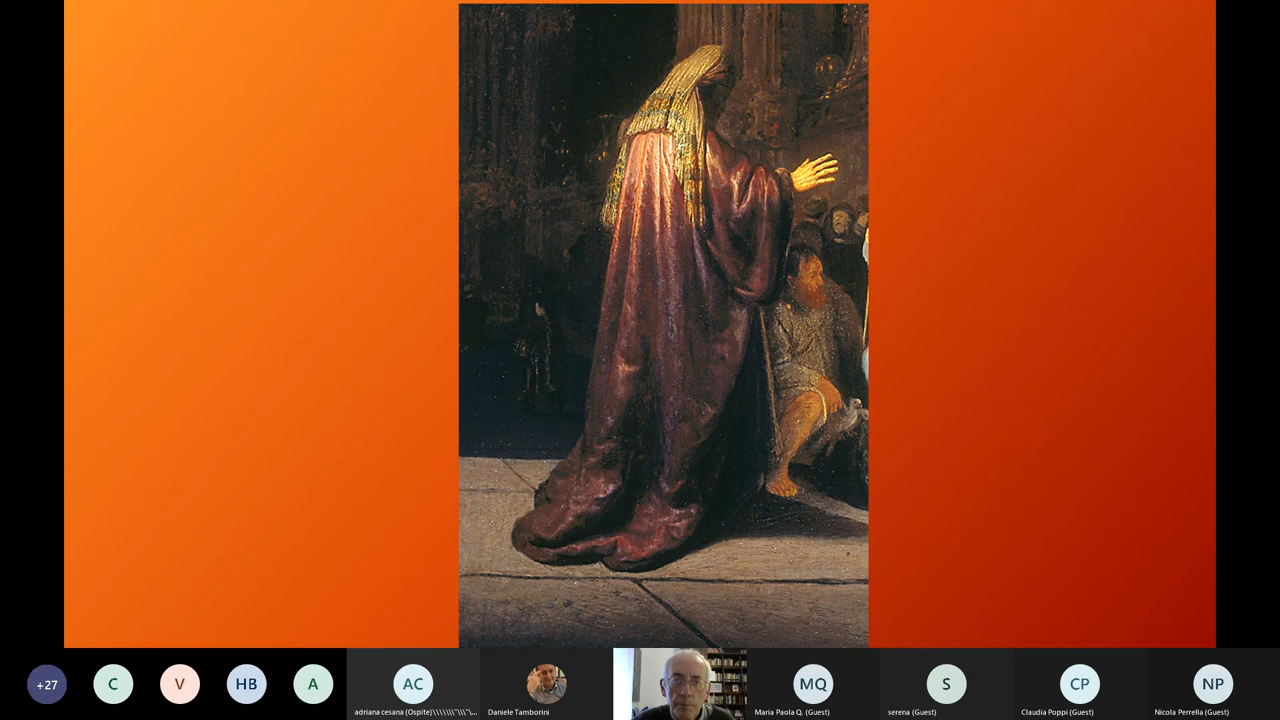 +27
C
V
HB
A
AC
MQ
S
CP
NP
adriana cesana (Ospite)\\\\\\\"\\\"\...
Daniele Tamborini
Maria Paola Q. (Guest)
serena (Guest)
Claudia Poppi (Guest)
Nicola Perrella (Guest)